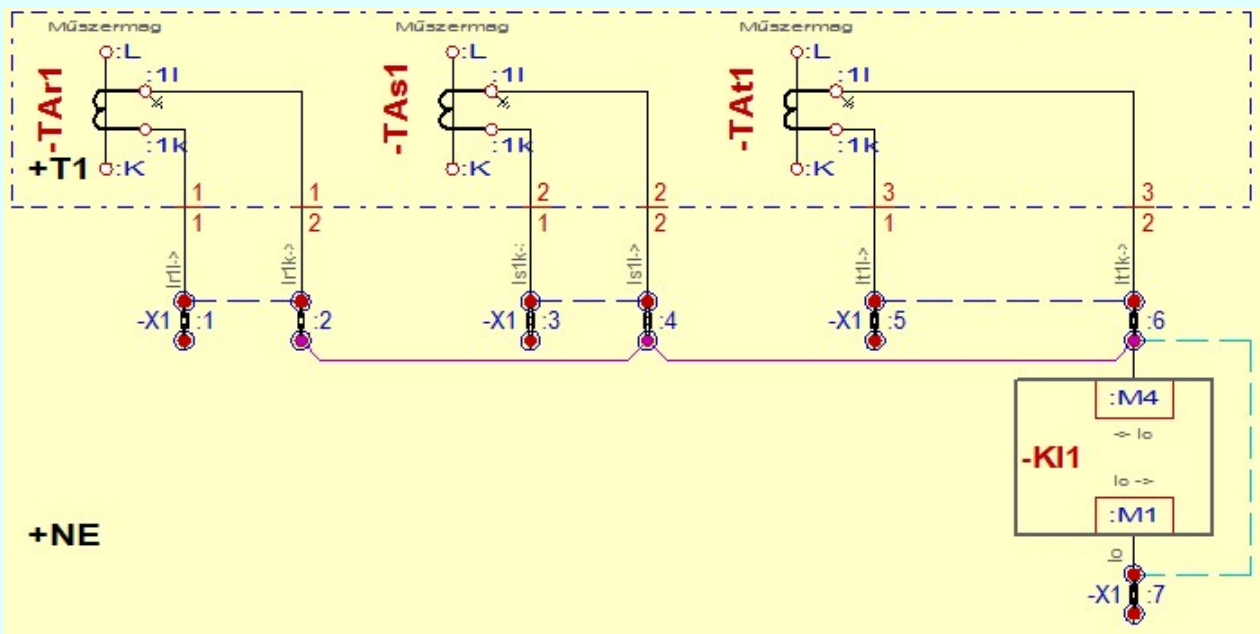 Műszermag
Műszermag
Műszermag
:L
:L
:L
-TAr1
:1l
-TAs1
:1l
-TAt1
:1l
:1k
:1k
:1k
+T1
:K
:K
:K
1
1
2
2
3
3
1
2
1
2
1
2
Ir1l->
Ir1k->
Is1k->
Is1l->
It1l->
It1k->
-X1
:1
:2
-X1
:3
:4
-X1
:5
:6
:M4
<- Io
-KI1
Io ->
:M1
+NE
Io
-X1
:7